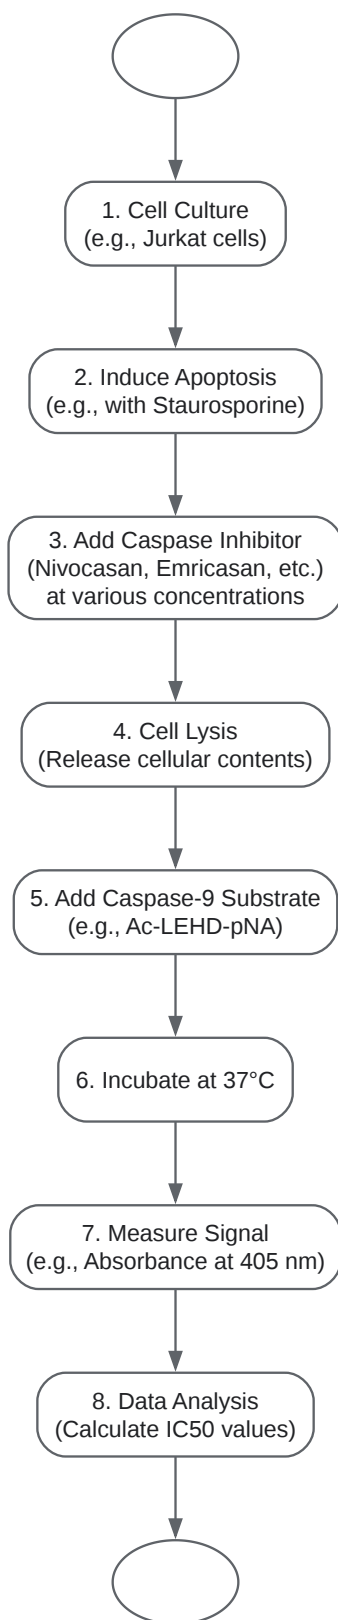 1. Cell Culture
(e.g., Jurkat cells)
2. Induce Apoptosis
(e.g., with Staurosporine)
3. Add Caspase Inhibitor
(Nivocasan, Emricasan, etc.)
at various concentrations
4. Cell Lysis
(Release cellular contents)
5. Add Caspase-9 Substrate
(e.g., Ac-LEHD-pNA)
6. Incubate at 37°C
7. Measure Signal
(e.g., Absorbance at 405 nm)
8. Data Analysis
(Calculate IC50 values)